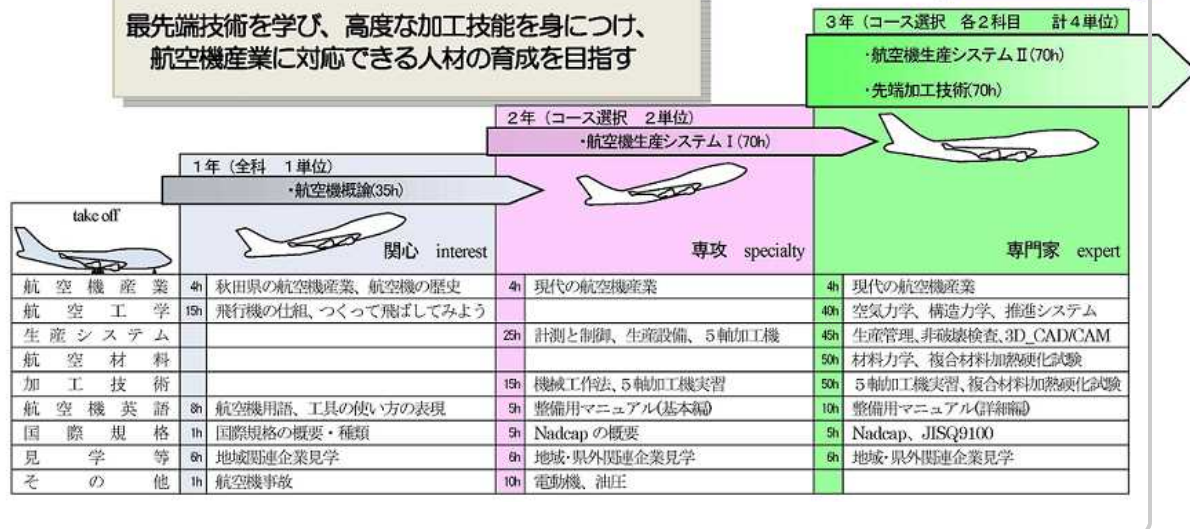 最先端技術を学び、高度な加工技能を身につけ、
航空機産業に対応できる人材の育成を目指す
3年（コース選択 各2科目 計4単位）
・航空機生産システムⅡ(70h)
・先端加工技術(70h)
2年（コース選択 2単位）
・航空機生産システムⅠ(70h)
1年（全科 1単位）
・航空機概論(35h)
take off
関心 interest
専攻 specialty
専門家 expert
航空機産業 4h 秋田県の航空機産業、航空機の歴史 4h 現代の航空機産業 4h 現代の航空機産業
航空工学 15h 飛行機の仕組、つくって飛ばしてみよう 40h 空気力学、構造力学、推進システム
生産システム 25h 計測と制御、生産設備、5軸加工機 45h 生産管理、非破壊検査、3D_CAD/CAM
航空材料 50h 材料力学、複合材料加熱硬化試験
加工技術 15h 機械工作法、5軸加工機実習 50h 5軸加工機実習、複合材料加熱硬化試験
航空機英語 8h 航空機用語、工具の使い方の表現 5h 整備用マニュアル(基本編) 10h 整備用マニュアル(詳細編)
国際規格 1h 国際規格の概要・種類 5h Nadcap の概要 5h Nadcap、JISQ9100
見学等 6h 地域関連企業見学 6h 地域・県外関連企業見学 6h 地域・県外関連企業見学
その他 1h 航空機事故 10h 電動機、油圧